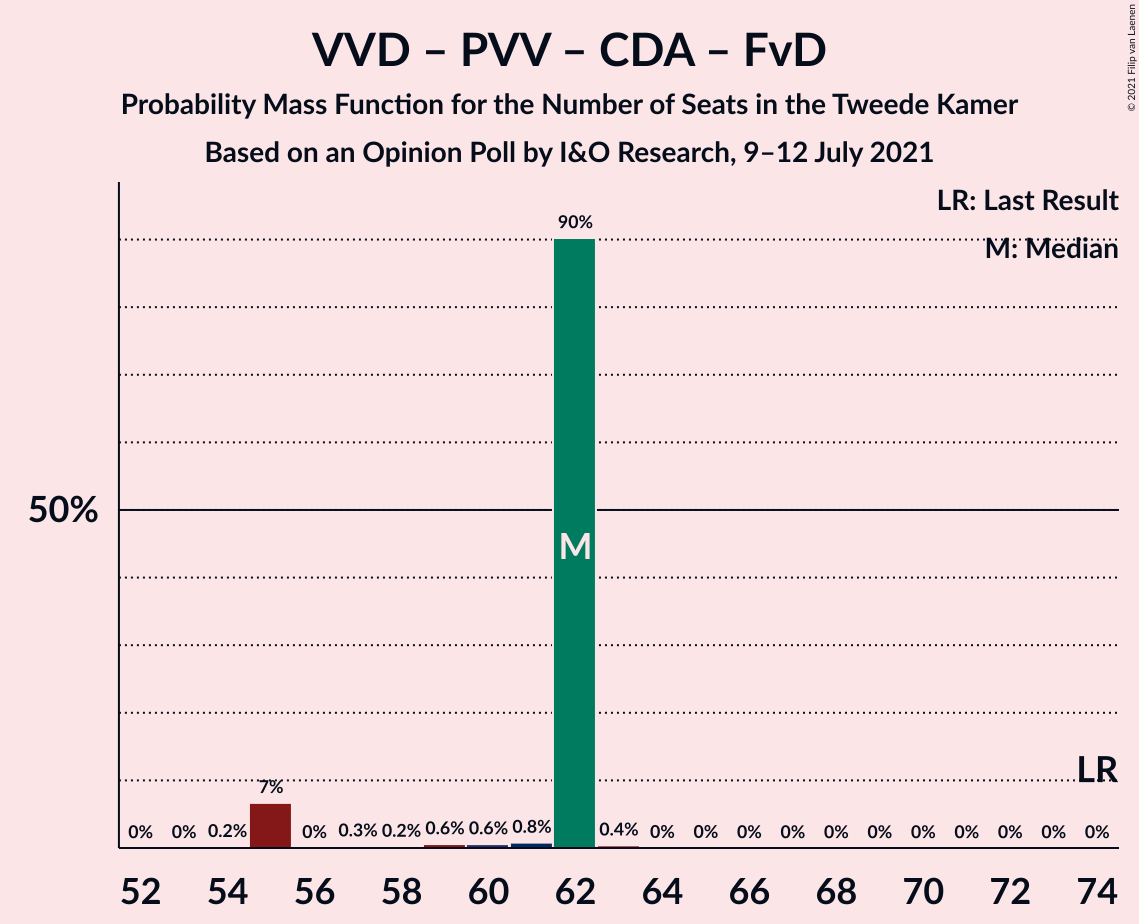 VVD – PVV – CDA – FvD
Probability Mass Function for the Number of Seats in the Tweede Kamer
Based on an Opinion Poll by I&O Research, 9–12 July 2021
© 2021 Filip van Laenen
LR: Last Result
M: Median
90%
50%
M
LR
7%
0% 0% 0.2% 0% 0.3% 0.2% 0.6% 0.6% 0.8% 0.4% 0% 0% 0% 0% 0% 0% 0% 0% 0% 0% 0%
52 54 56 58 60 62 64 66 68 70 72 74